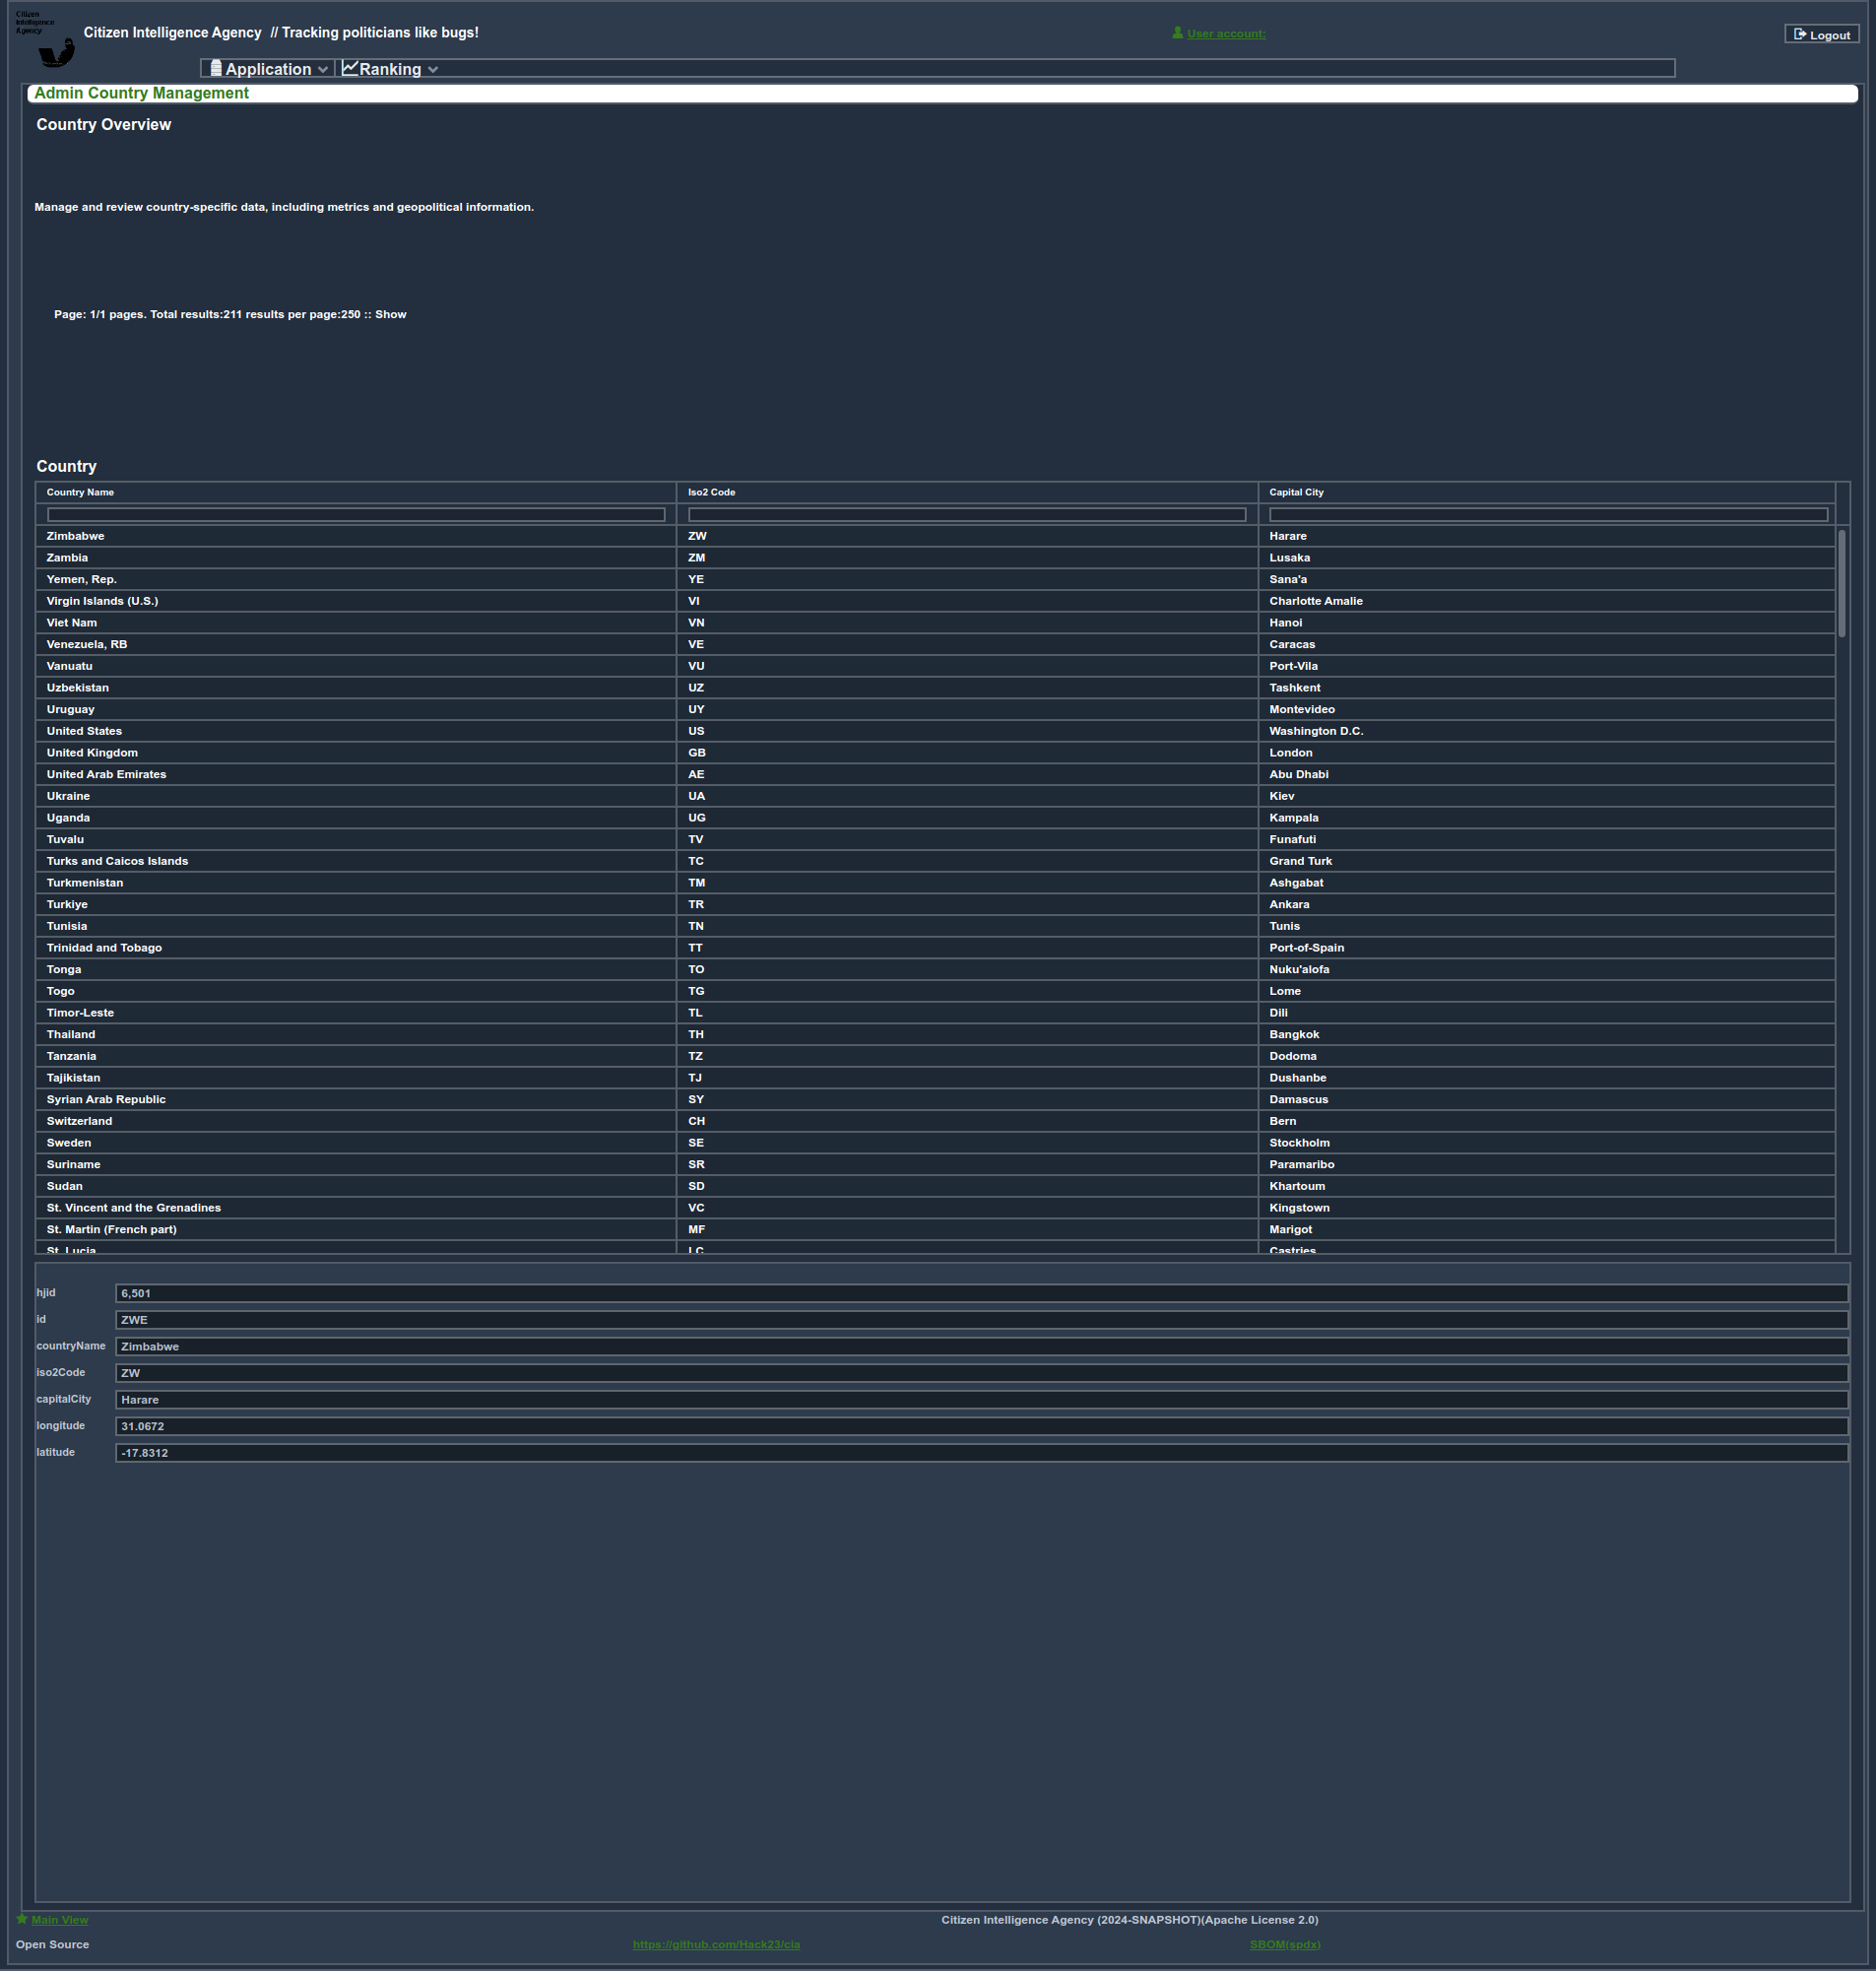 Citizen
Intelligence
Agency
Citizen Intelligence Agency // Tracking politicians like bugs!
User account:
Logout
Application
Ranking
Admin Country Management
Country Overview
Manage and review country-specific data, including metrics and geopolitical information.
Page: 1/1 pages. Total results:211 results per page:250 :: Show
Country
Country Name Iso2 Code Capital City
Zimbabwe ZW Harare
Zambia ZM Lusaka
Yemen, Rep. YE Sana'a
Virgin Islands (U.S.) VI Charlotte Amalie
Viet Nam VN Hanoi
Venezuela, RB VE Caracas
Vanuatu VU Port-Vila
Uzbekistan UZ Tashkent
Uruguay UY Montevideo
United States US Washington D.C.
United Kingdom GB London
United Arab Emirates AE Abu Dhabi
Ukraine UA Kiev
Uganda UG Kampala
Tuvalu TV Funafuti
Turks and Caicos Islands TC Grand Turk
Turkmenistan TM Ashgabat
Turkiye TR Ankara
Tunisia TN Tunis
Trinidad and Tobago TT Port-of-Spain
Tonga TO Nuku'alofa
Togo TG Lome
Timor-Leste TL Dili
Thailand TH Bangkok
Tanzania TZ Dodoma
Tajikistan TJ Dushanbe
Syrian Arab Republic SY Damascus
Switzerland CH Bern
Sweden SE Stockholm
Suriname SR Paramaribo
Sudan SD Khartoum
St. Vincent and the Grenadines VC Kingstown
St. Martin (French part) MF Marigot
St. Lucia LC Castries
hjid 6,501
id ZWE
countryName Zimbabwe
iso2Code ZW
capitalCity Harare
longitude 31.0672
latitude -17.8312
Main View
Citizen Intelligence Agency (2024-SNAPSHOT)(Apache License 2.0)
Open Source
https://github.com/Hack23/cia
SBOM(spdx)